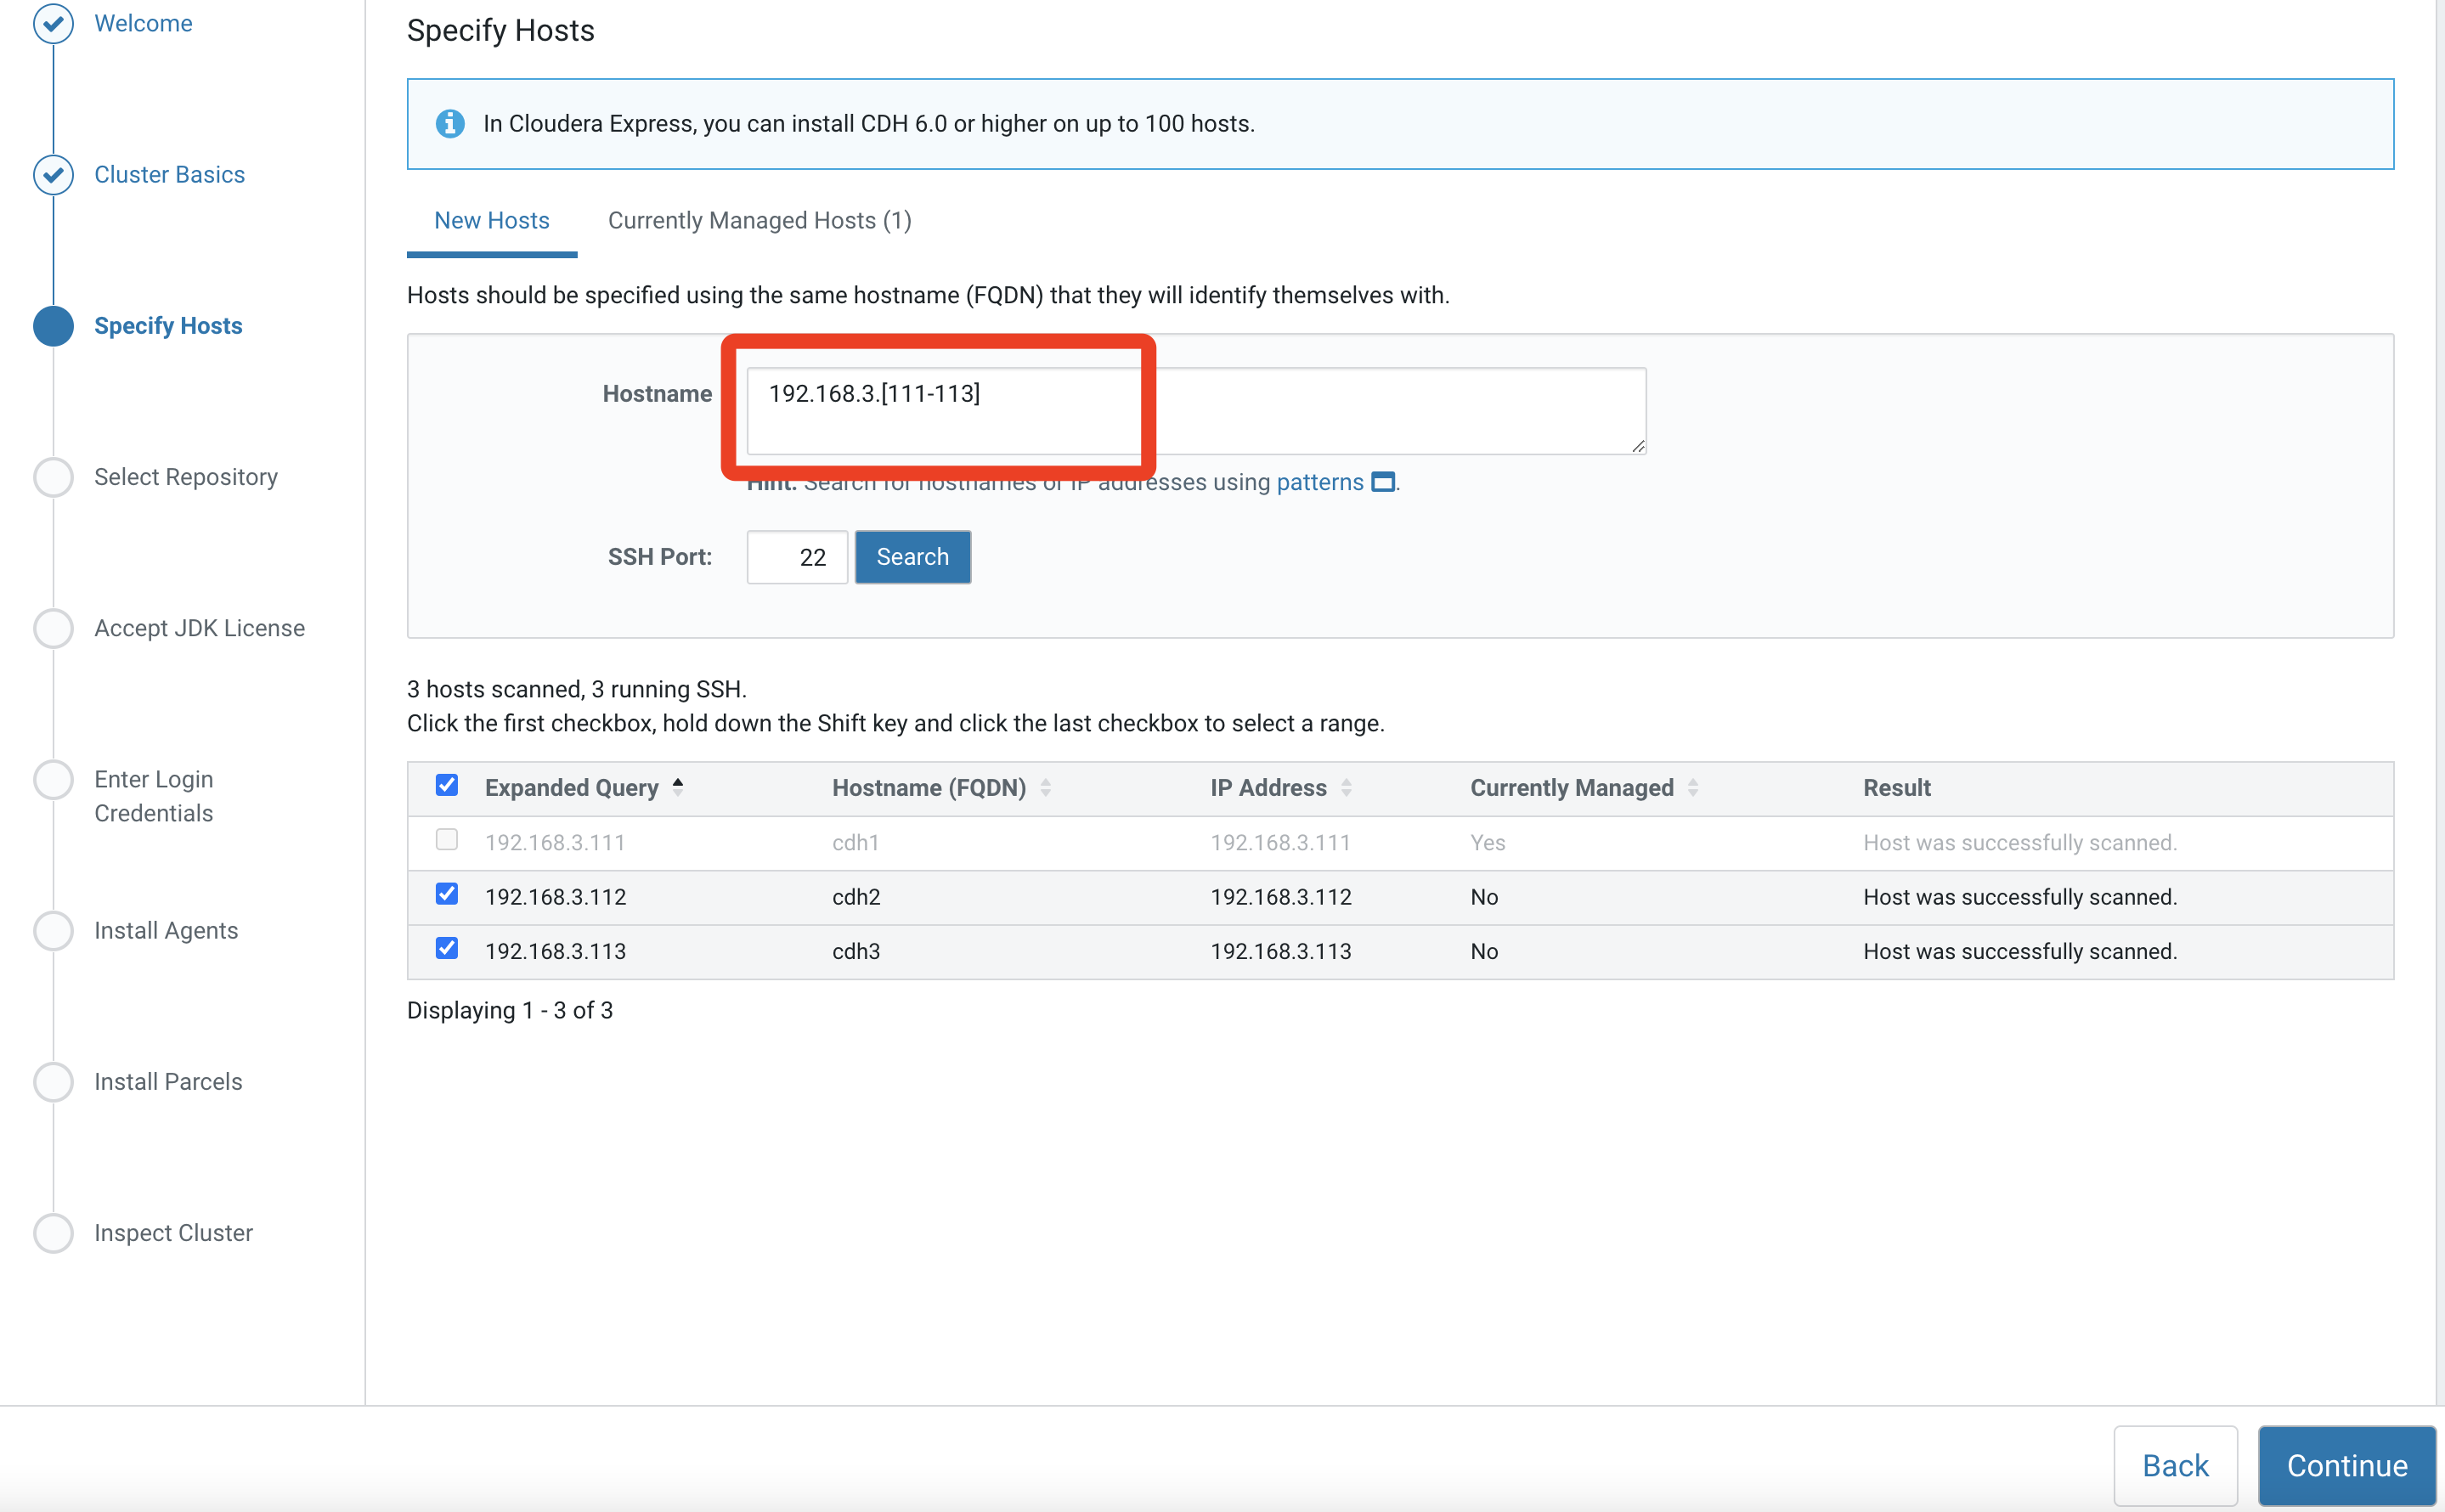 Welcome
Cluster Basics
Specify Hosts
Select Repository
Accept JDK License
Enter Login
Credentials
Install Agents
Install Parcels
Inspect Cluster
Specify Hosts
In Cloudera Express, you can install CDH 6.0 or higher on up to 100 hosts.
New Hosts Currently Managed Hosts (1)
Hosts should be specified using the same hostname (FQDN) that they will identify themselves with.
Hostname 192.168.3.[111-113]
Hint: Search for hostnames or IP addresses using patterns .
SSH Port: 22 Search
3 hosts scanned, 3 running SSH.
Click the first checkbox, hold down the Shift key and click the last checkbox to select a range.
Expanded Query Hostname (FQDN) IP Address Currently Managed Result
192.168.3.111 cdh1 192.168.3.111 Yes Host was successfully scanned.
192.168.3.112 cdh2 192.168.3.112 No Host was successfully scanned.
192.168.3.113 cdh3 192.168.3.113 No Host was successfully scanned.
Displaying 1 - 3 of 3
Back Continue